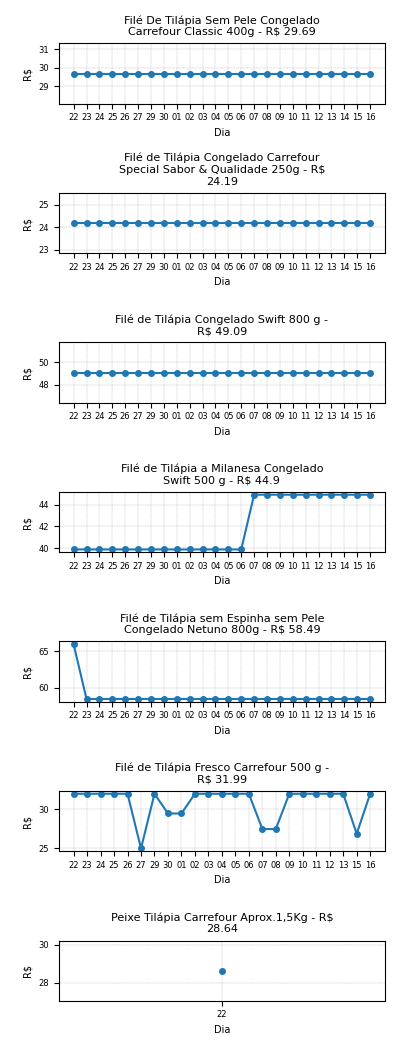 Filé De Tilápia Sem Pele Congelado
Carrefour Classic 400g - R$ 29.69
31
30
29
R$
22 23 24 25 26 27 29 30 01 02 03 04 05 06 07 08 09 10 11 12 13 14 15 16
Dia
Filé de Tilápia Congelado Carrefour
Special Sabor & Qualidade 250g - R$
24.19
25
24
23
R$
22 23 24 25 26 27 29 30 01 02 03 04 05 06 07 08 09 10 11 12 13 14 15 16
Dia
Filé de Tilápia Congelado Swift 800 g -
R$ 49.09
50
48
R$
22 23 24 25 26 27 29 30 01 02 03 04 05 06 07 08 09 10 11 12 13 14 15 16
Dia
Filé de Tilápia a Milanesa Congelado
Swift 500 g - R$ 44.9
44
42
40
R$
22 23 24 25 26 27 29 30 01 02 03 04 05 06 07 08 09 10 11 12 13 14 15 16
Dia
Filé de Tilápia sem Espinha sem Pele
Congelado Netuno 800g - R$ 58.49
65
60
R$
22 23 24 25 26 27 29 30 01 02 03 04 05 06 07 08 09 10 11 12 13 14 15 16
Dia
Filé de Tilápia Fresco Carrefour 500 g -
R$ 31.99
30
25
R$
22 23 24 25 26 27 29 30 01 02 03 04 05 06 07 08 09 10 11 12 13 14 15 16
Dia
Peixe Tilápia Carrefour Aprox.1,5Kg - R$
28.64
30
28
R$
22
Dia